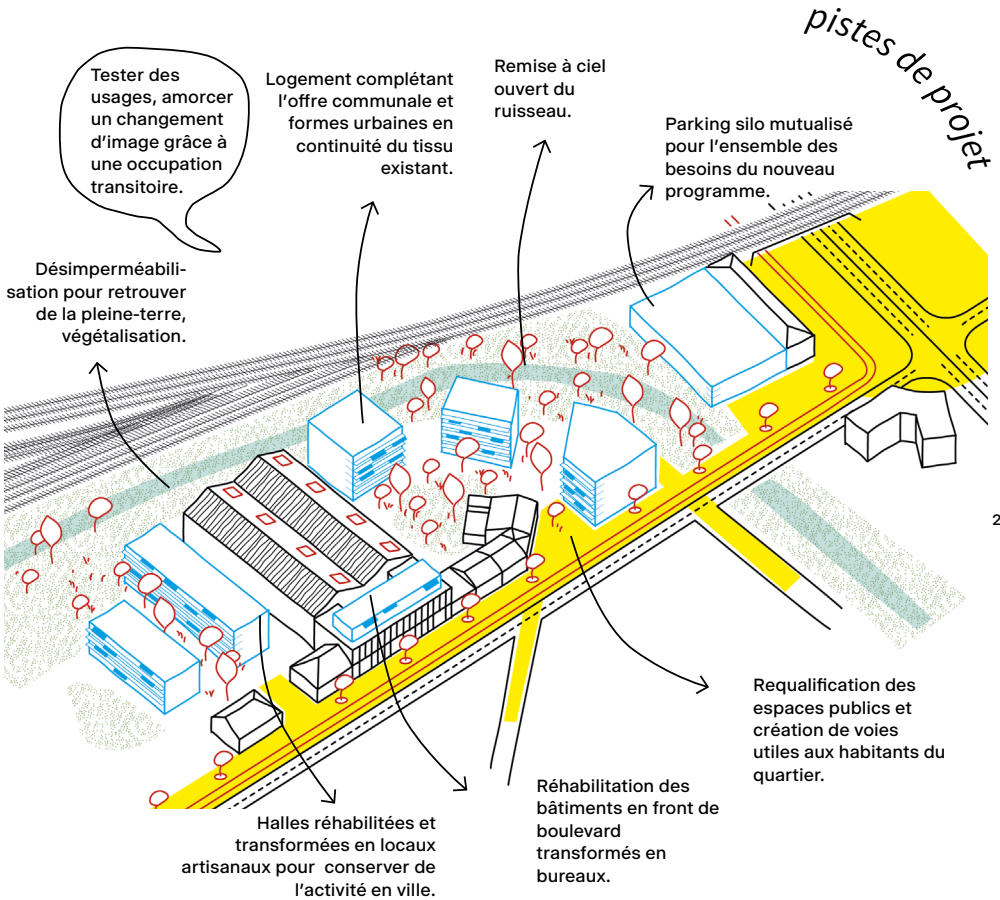 pistes de projet
Tester des
usages, amorcer
un changement
d'image grâce à
une occupation
transitoire.
Logement complétant
l'offre communale et
formes urbaines en
continuité du tissu
existant.
Remise à ciel
ouvert du
ruisseau.
Parking silo mutualisé
pour l'ensemble des
besoins du nouveau
programme.
Désimperméabili-
sation pour retrouver
de la pleine-terre,
végétalisation.
2
Requalification des
espaces publics et
création de voies
utiles aux habitants du
quartier.
Réhabilitation des
bâtiments en front de
boulevard
transformés en
bureaux.
Halles réhabilitées et
transformées en locaux
artisanaux pour conserver de
l'activité en ville.